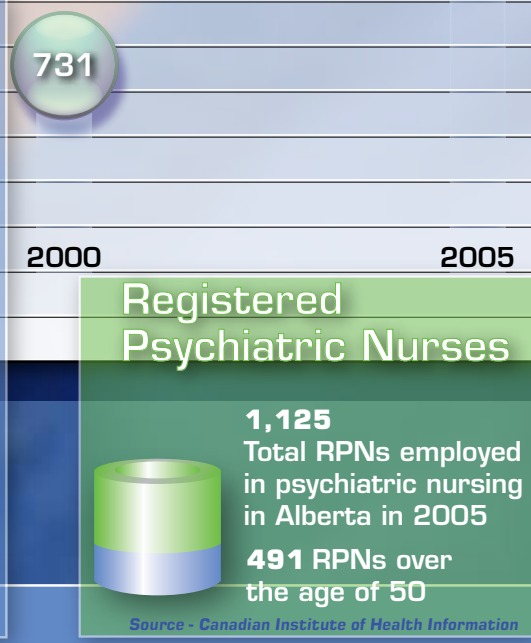 731
2000 2005
Registered
Psychiatric Nurses
1,125
Total RPNs employed
in psychiatric nursing
in Alberta in 2005
491 RPNs over
the age of 50
Source - Canadian Institute of Health Information